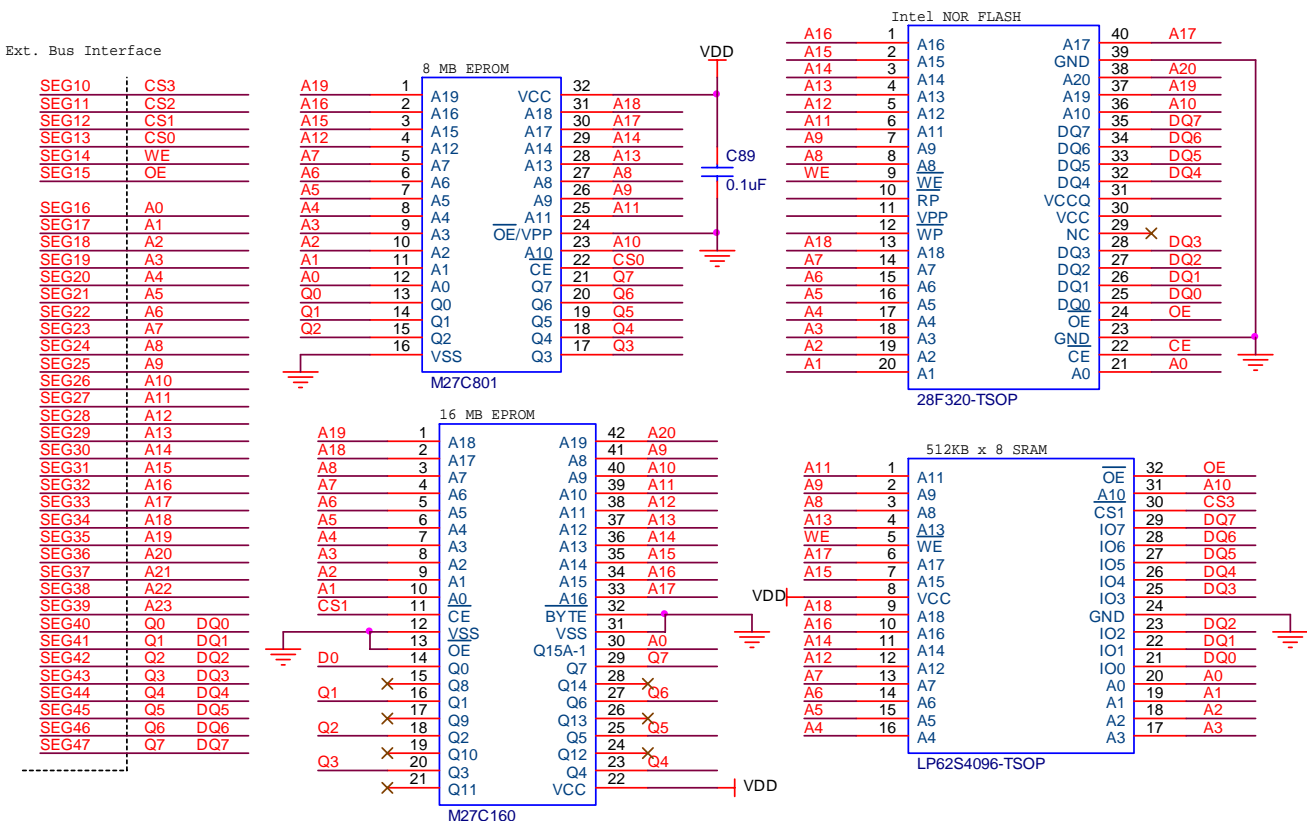 Ext. Bus Interface
SEG10 CS3
SEG11 CS2
SEG12 CS1
SEG13 CS0
SEG14 WE
SEG15 OE
SEG16 A0
SEG17 A1
SEG18 A2
SEG19 A3
SEG20 A4
SEG21 A5
SEG22 A6
SEG23 A7
SEG24 A8
SEG25 A9
SEG26 A10
SEG27 A11
SEG28 A12
SEG29 A13
SEG30 A14
SEG31 A15
SEG32 A16
SEG33 A17
SEG34 A18
SEG35 A19
SEG36 A20
SEG37 A21
SEG38 A22
SEG39 A23
SEG40 Q0 DQ0
SEG41 Q1 DQ1
SEG42 Q2 DQ2
SEG43 Q3 DQ3
SEG44 Q4 DQ4
SEG45 Q5 DQ5
SEG46 Q6 DQ6
SEG47 Q7 DQ7
8 MB EPROM
VDD
A19 1 A19 VCC 32
A16 2 A16 A18 31 A18
A15 3 A15 A17 30 A17
A12 4 A12 A14 29 A14
A7 5 A7 A13 28 A13
A6 6 A6 A8 27 A8
A5 7 A5 A9 26 A9
A4 8 A4 A11 25 A11
A3 9 A3 OE/VPP 24
A2 10 A2 A10 23 A10
A1 11 A1 CE 22 CS0
A0 12 A0 Q7 21 Q7
Q0 13 Q0 Q6 20 Q6
Q1 14 Q1 Q5 19 Q5
Q2 15 Q2 Q4 18 Q4
16 VSS Q3 17 Q3
M27C801
C89
0.1uF
16 MB EPROM
A19 1 A18 A19 42 A20
A18 2 A17 A8 41 A9
A8 3 A7 A9 40 A10
A7 4 A6 A10 39 A11
A6 5 A5 A11 38 A12
A5 6 A4 A12 37 A13
A4 7 A3 A13 36 A14
A3 8 A2 A14 35 A15
A2 9 A1 A15 34 A16
A1 10 A0 A16 33 A17
CS1 11 CE BYTE 32
12 VSS VSS 31
13 OE Q15A-1 30 A0
D0 14 Q0 Q7 29 Q7
15 Q8 Q14 28
Q1 16 Q1 Q6 27 Q6
17 Q9 Q13 26
Q2 18 Q2 Q5 25 Q5
19 Q10 Q12 24
Q3 20 Q3 Q4 23 Q4
21 Q11 VCC 22 VDD
M27C160
Intel NOR FLASH
A16 1 A16 A17 40 A17
A15 2 A15 GND 39
A14 3 A14 A20 38 A20
A13 4 A13 A19 37 A19
A12 5 A12 A10 36 A10
A11 6 A11 DQ7 35 DQ7
A9 7 A9 DQ6 34 DQ6
A8 8 A8 DQ5 33 DQ5
WE 9 WE DQ4 32 DQ4
10 RP VCCQ 31
11 VPP VCC 30
12 WP NC 29
A18 13 A18 DQ3 28 DQ3
A7 14 A7 DQ2 27 DQ2
A6 15 A6 DQ1 26 DQ1
A5 16 A5 DQ0 25 DQ0
A4 17 A4 OE 24 OE
A3 18 A3 GND 23
A2 19 A2 CE 22 CE
A1 20 A1 A0 21 A0
28F320-TSOP
512KB x 8 SRAM
A11 1 A11 OE 32 OE
A9 2 A9 A10 31 A10
A8 3 A8 CS1 30 CS3
A13 4 A13 IO7 29 DQ7
WE 5 WE IO6 28 DQ6
A17 6 A17 IO5 27 DQ5
A15 7 A15 IO4 26 DQ4
VDD 8 VCC IO3 25 DQ3
A18 9 A18 GND 24
A16 10 A16 IO2 23 DQ2
A14 11 A14 IO1 22 DQ1
A12 12 A12 IO0 21 DQ0
A7 13 A7 A0 20 A0
A6 14 A6 A1 19 A1
A5 15 A5 A2 18 A2
A4 16 A4 A3 17 A3
LP62S4096-TSOP